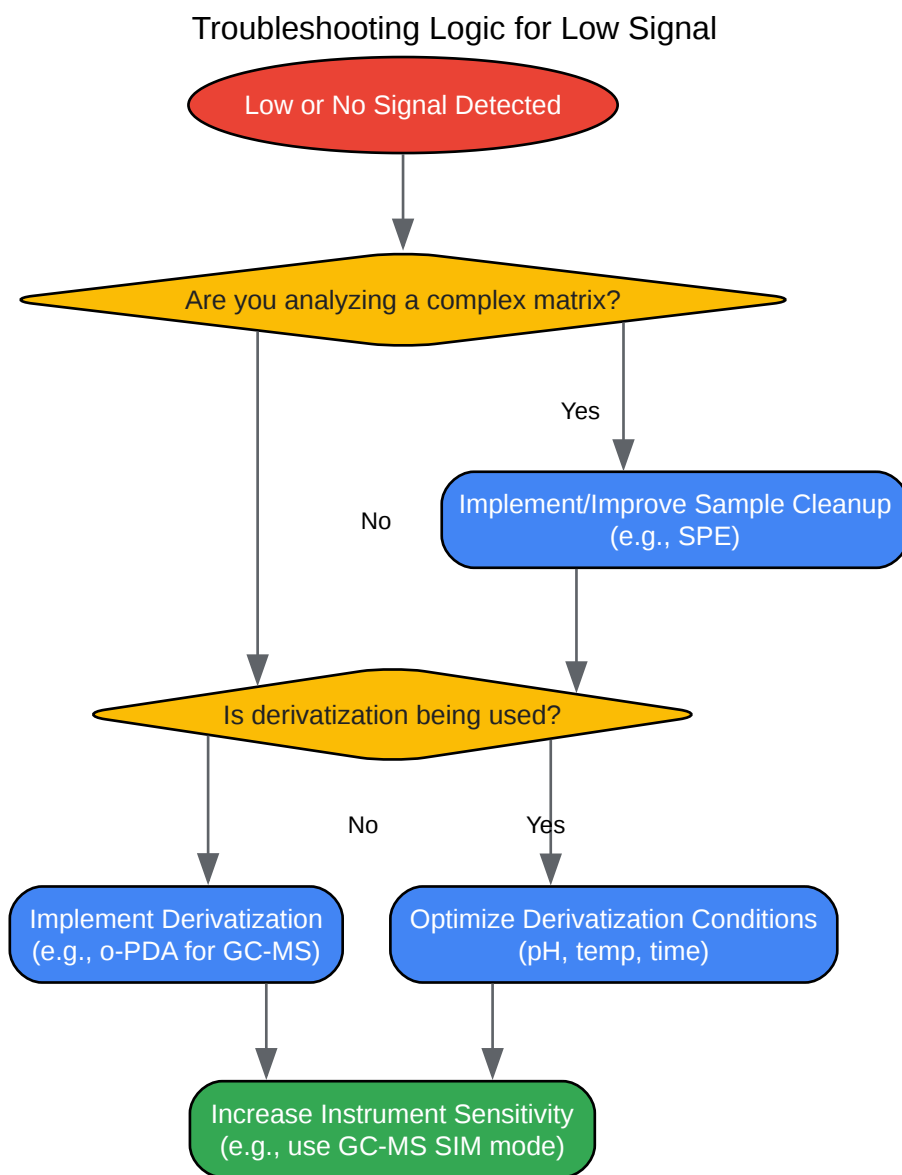 Troubleshooting Logic for Low Signal
Low or No Signal Detected
Are you analyzing a complex matrix?
Yes
Implement/Improve Sample Cleanup
(e.g., SPE)
No
Is derivatization being used?
No
Yes
Implement Derivatization
(e.g., o-PDA for GC-MS)
Optimize Derivatization Conditions
(pH, temp, time)
Increase Instrument Sensitivity
(e.g., use GC-MS SIM mode)